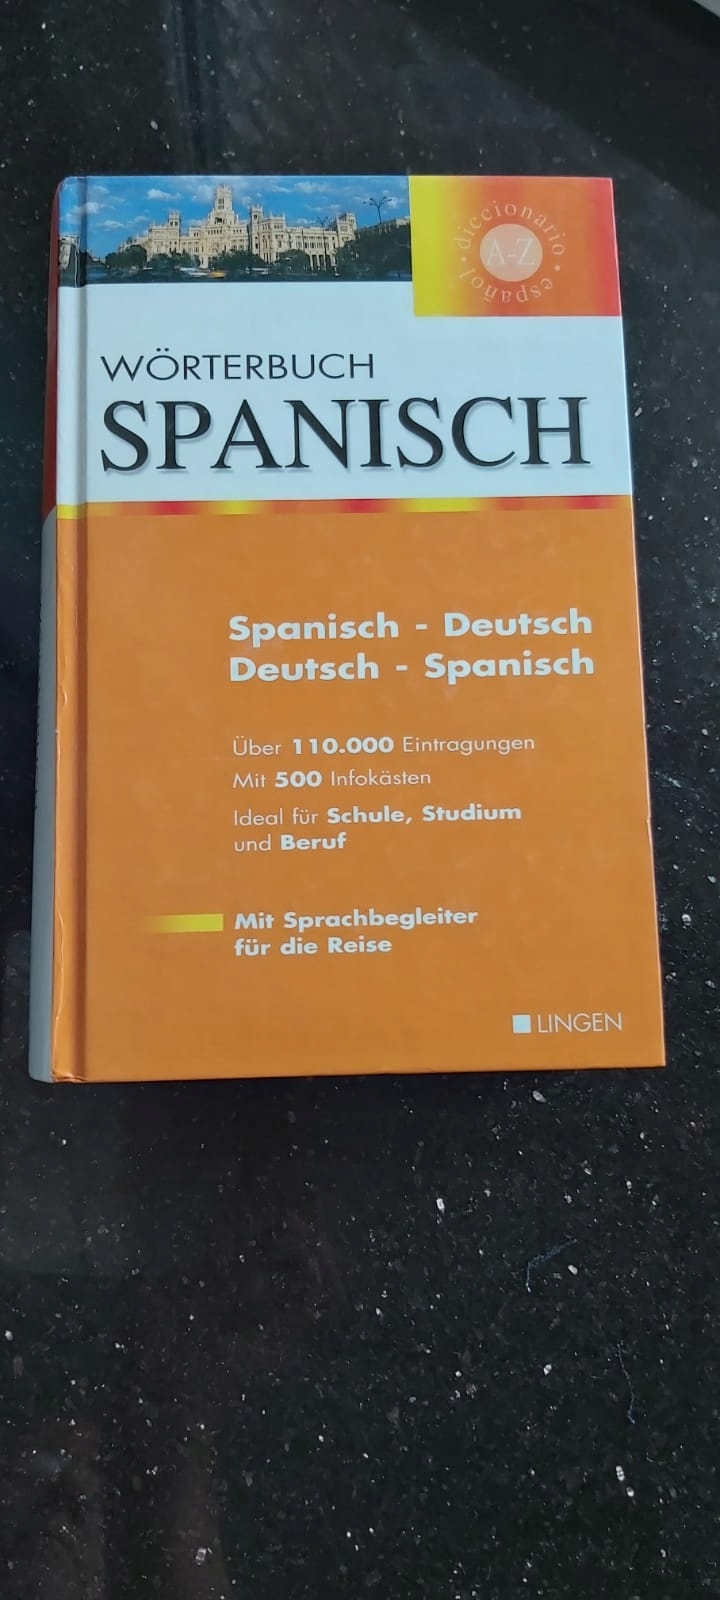 diccionario
A-Z
español
WÖRTERBUCH
SPANISCH
Spanisch - Deutsch
Deutsch - Spanisch
Über 110.000 Eintragungen
Mit 500 Infokästen
Ideal für Schule, Studium
und Beruf
Mit Sprachbegleiter
für die Reise
LINGEN